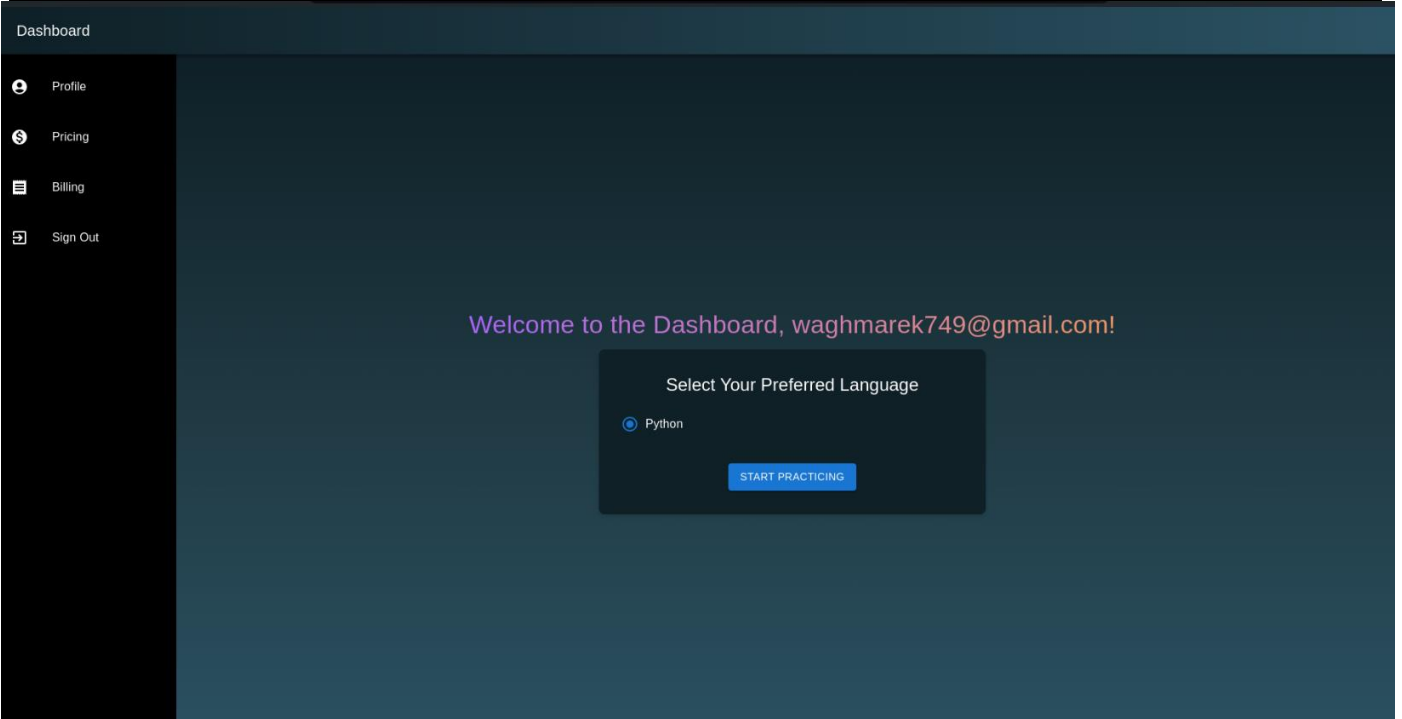 Dashboard
Profile
Pricing
Billing
Sign Out
Welcome to the Dashboard, waghmarek749@gmail.com!
Select Your Preferred Language
Python
START PRACTICING